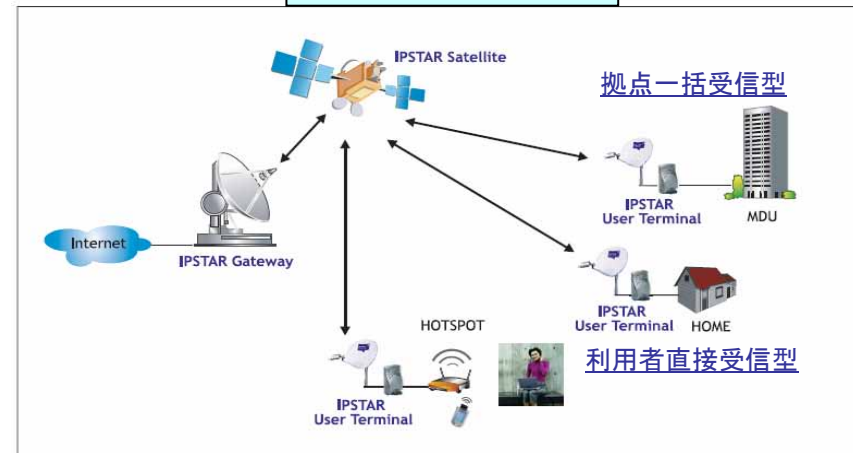 IPSTAR Satellite
拠点一括受信型
IPSTAR
User Terminal
MDU
Internet
IPSTAR Gateway
IPSTAR
User Terminal
HOME
HOTSPOT
利用者直接受信型
IPSTAR
User Terminal